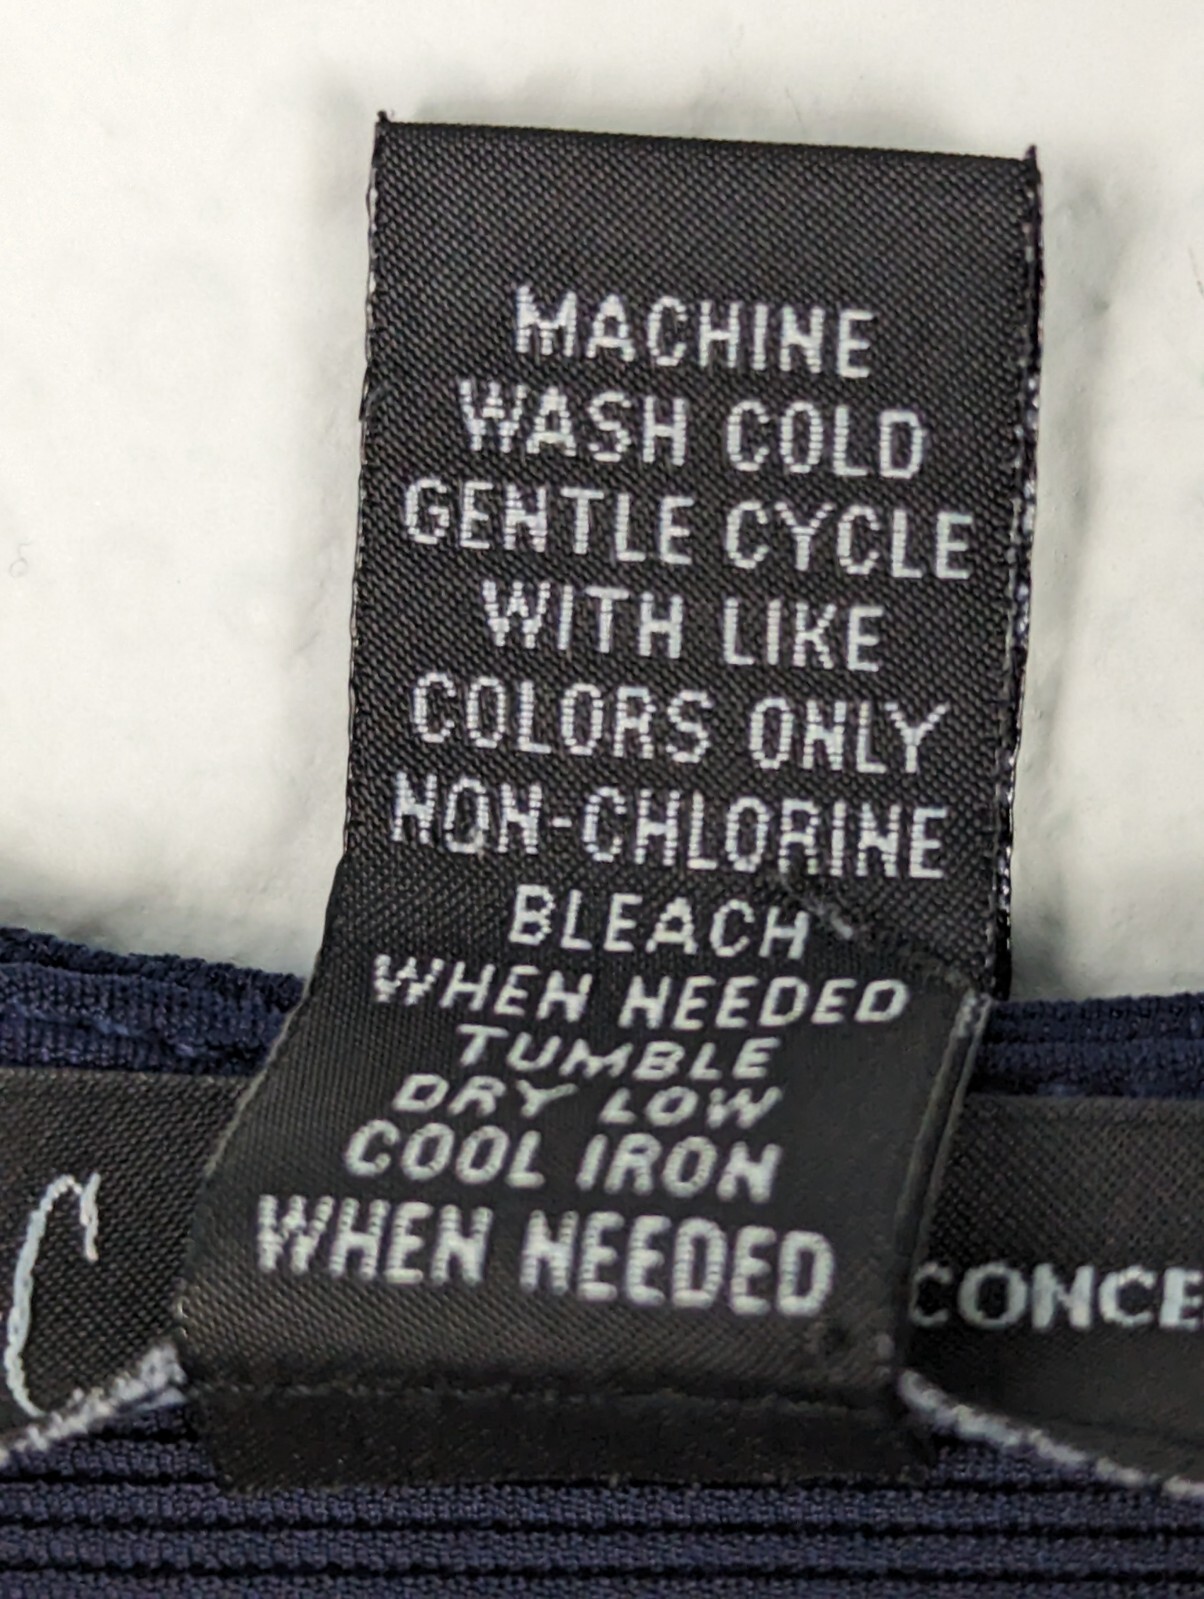 MACHINE
WASH COLD
GENTLE CYCLE
WITH LIKE
COLORS ONLY
NON-CHLORINE
BLEACH
WHEN NEEDED
TUMBLE
DRY LOW
COOL IRON
WHEN NEEDED
C
CONCE